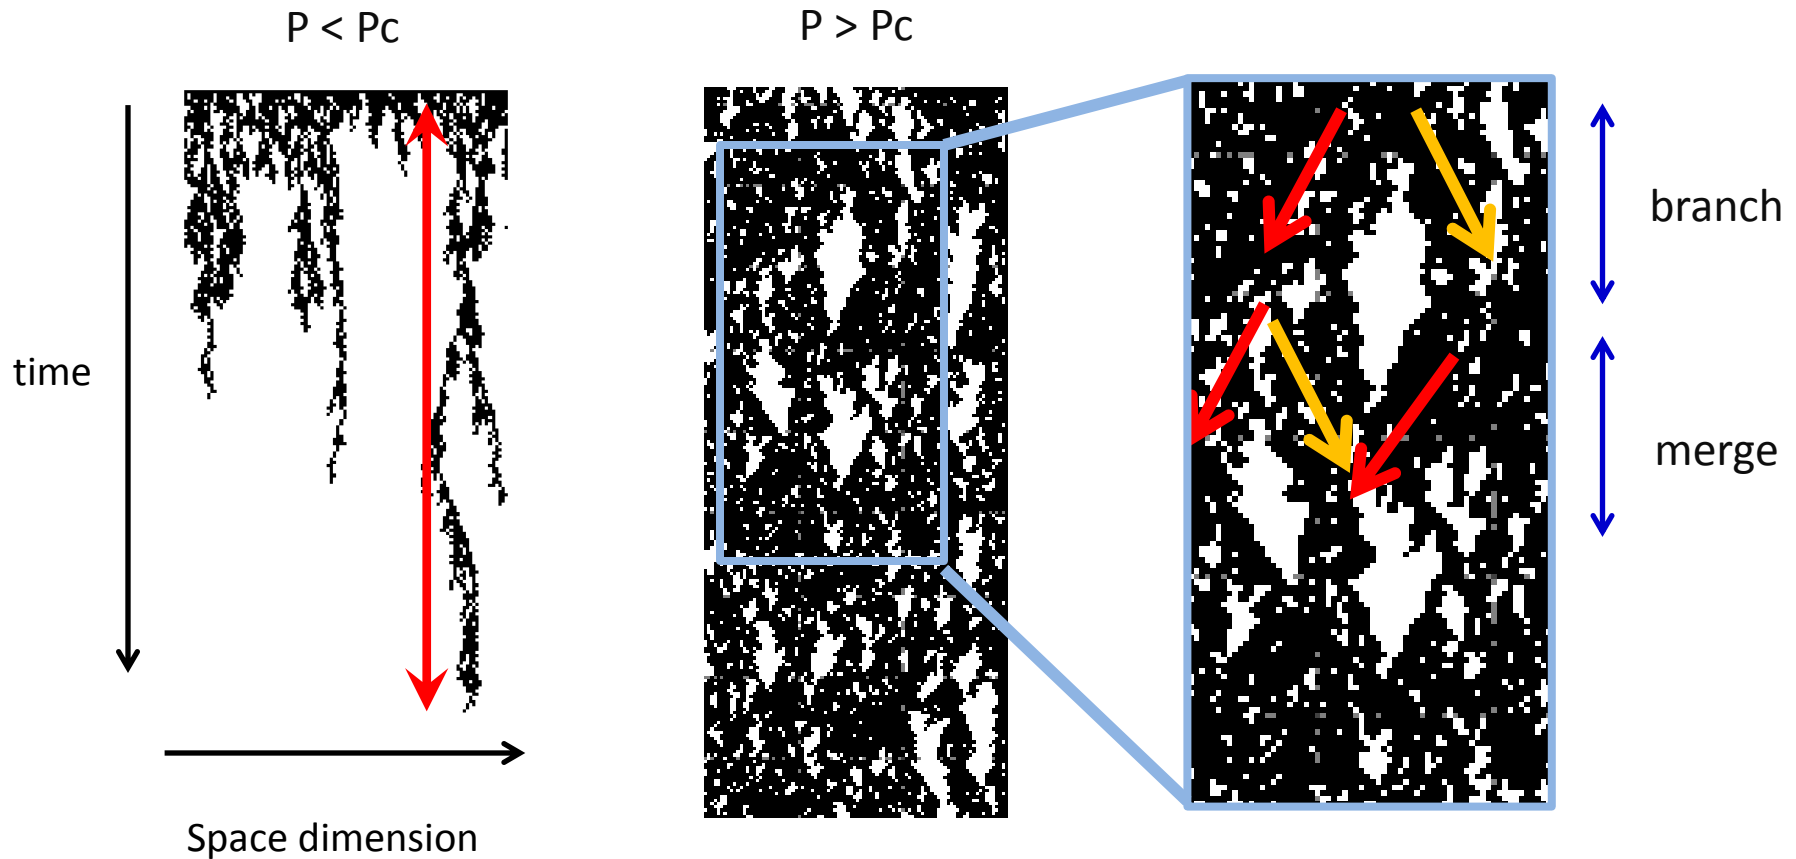 P < Pc
P > Pc
time
Space dimension
branch
merge